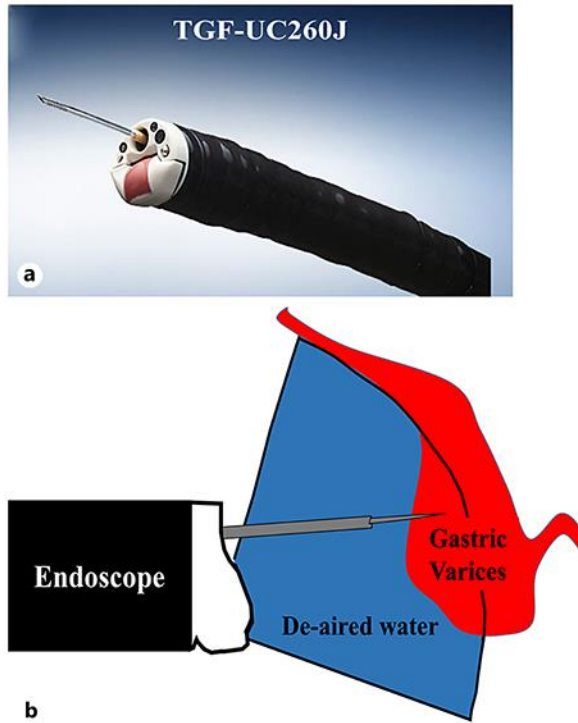 TGF-UC260J
a
Endoscope
Gastric
Varices
De-aired water
b